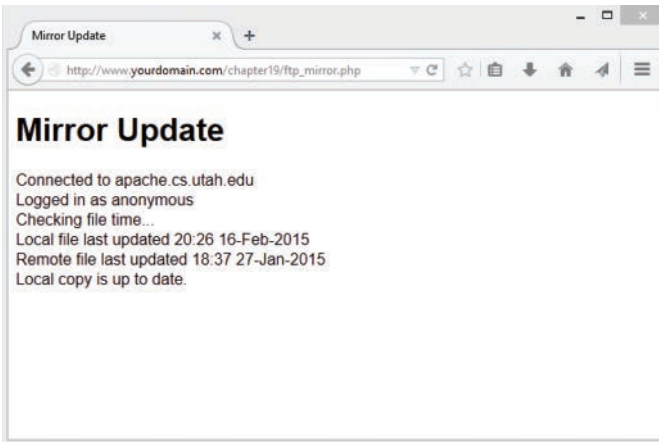 Mirror Update
http://www.yourdomain.com/chapter19/ftp_mirror.php
Mirror Update
Connected to apache.cs.utah.edu
Logged in as anonymous
Checking file time...
Local file last updated 20:26 16-Feb-2015
Remote file last updated 18:37 27-Jan-2015
Local copy is up to date.